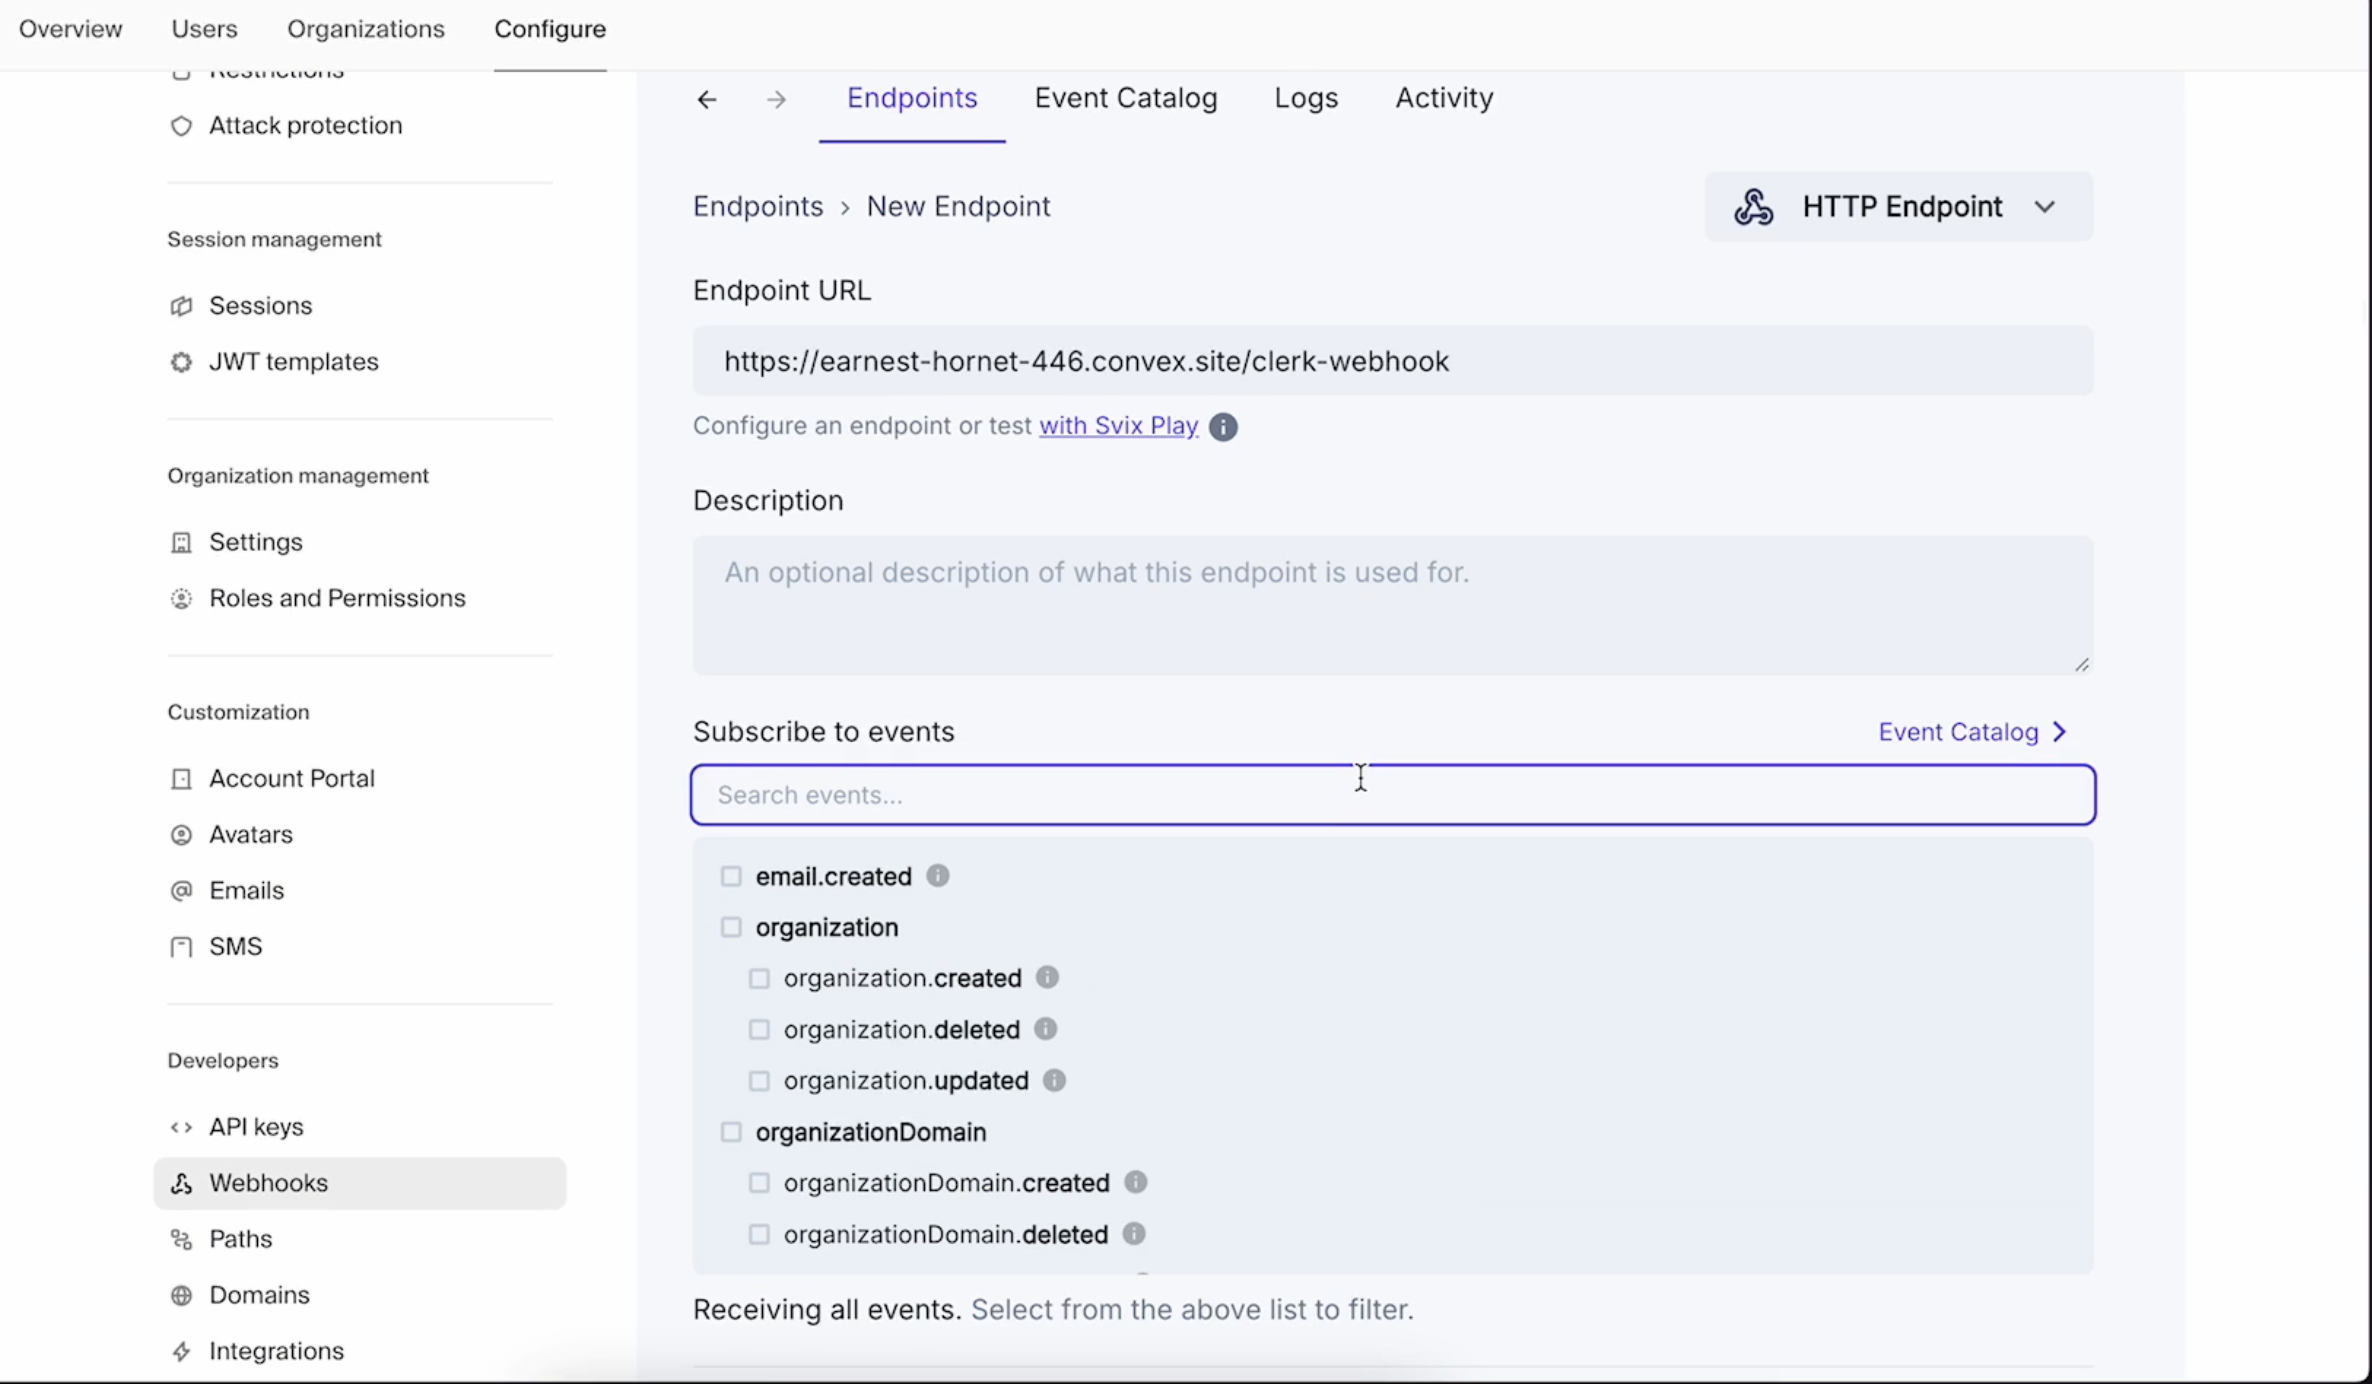 Overview Users Organizations Configure
Restrictions
Attack protection
Session management
Sessions
JWT templates
Organization management
Settings
Roles and Permissions
Customization
Account Portal
Avatars
Emails
SMS
Developers
API keys
Webhooks
Paths
Domains
Integrations
Endpoints Event Catalog Logs Activity
Endpoints › New Endpoint
HTTP Endpoint
Endpoint URL
https://earnest-hornet-446.convex.site/clerk-webhook
Configure an endpoint or test with Svix Play
Description
An optional description of what this endpoint is used for.
Subscribe to events
Event Catalog
Search events...
email.created
organization
organization.created
organization.deleted
organization.updated
organizationDomain
organizationDomain.created
organizationDomain.deleted
Receiving all events. Select from the above list to filter.